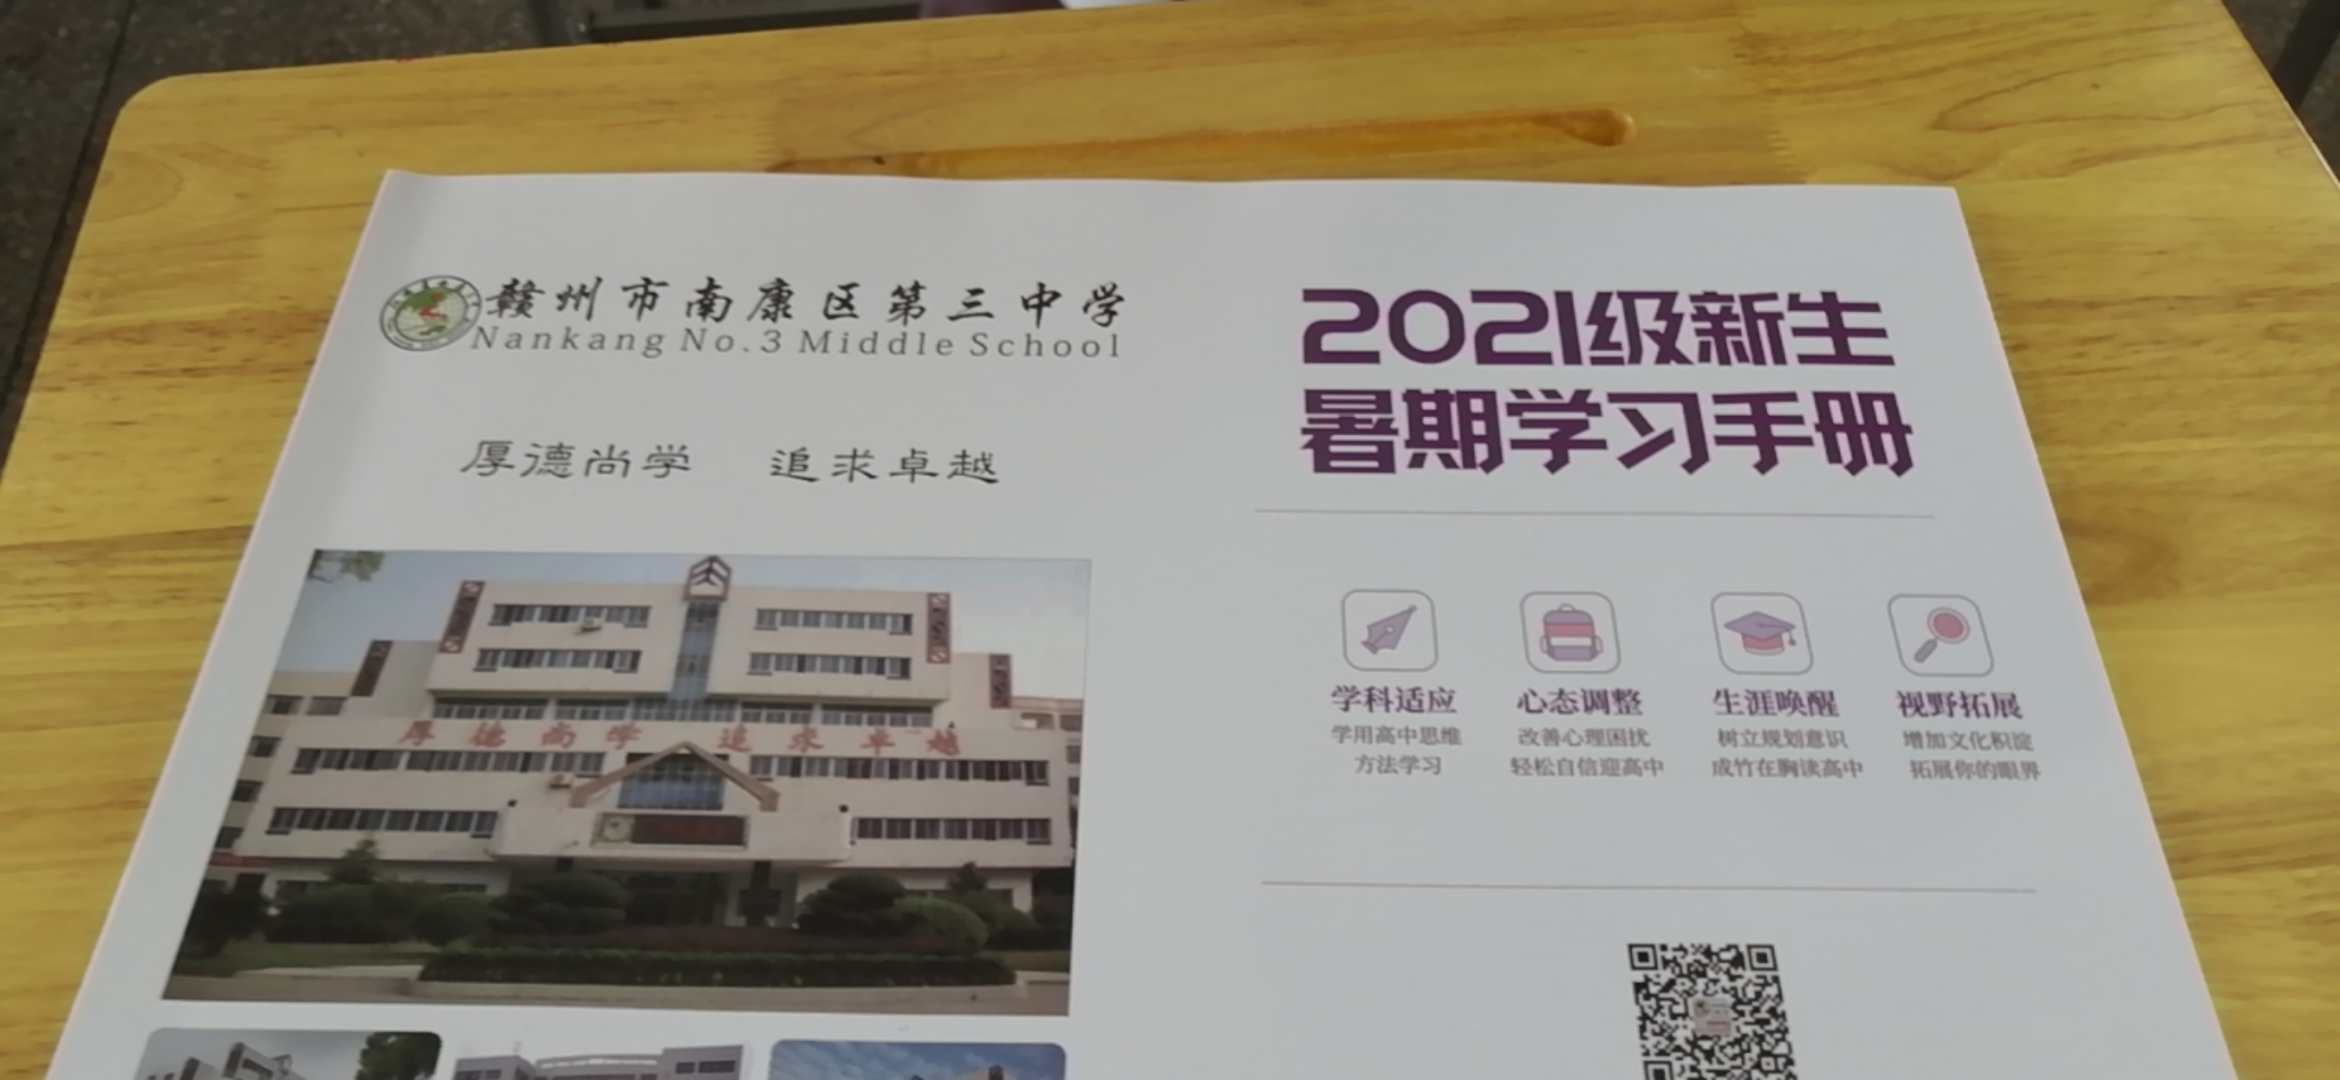 赣州市南康区第三中学
Nankang No.3 Middle School
厚德尚学 追求卓越
厚德尚学 追求卓越
2021级新生
暑期学习手册
学科适应
学用高中思维
方法学习
心态调整
改善心理困扰
轻松自信迎高中
生涯唤醒
树立规划意识
成竹在胸读高中
视野拓展
增加文化积淀
拓展你的眼界